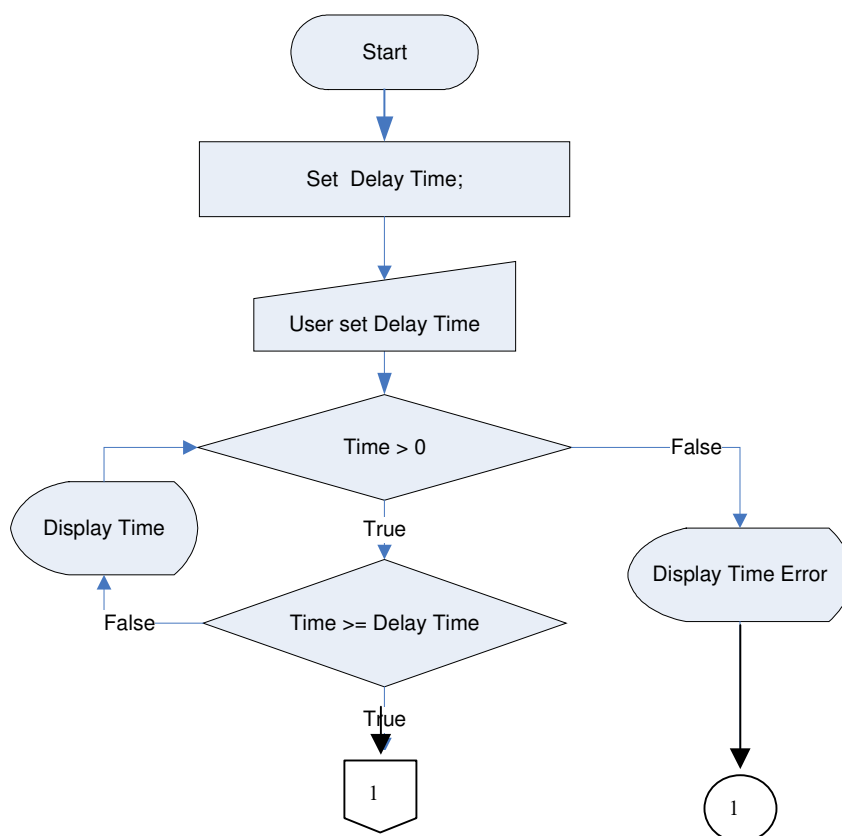 Start
Set Delay Time;
User set Delay Time
Time > 0
False
Display Time
True
Display Time Error
False
Time >= Delay Time
True
1
1